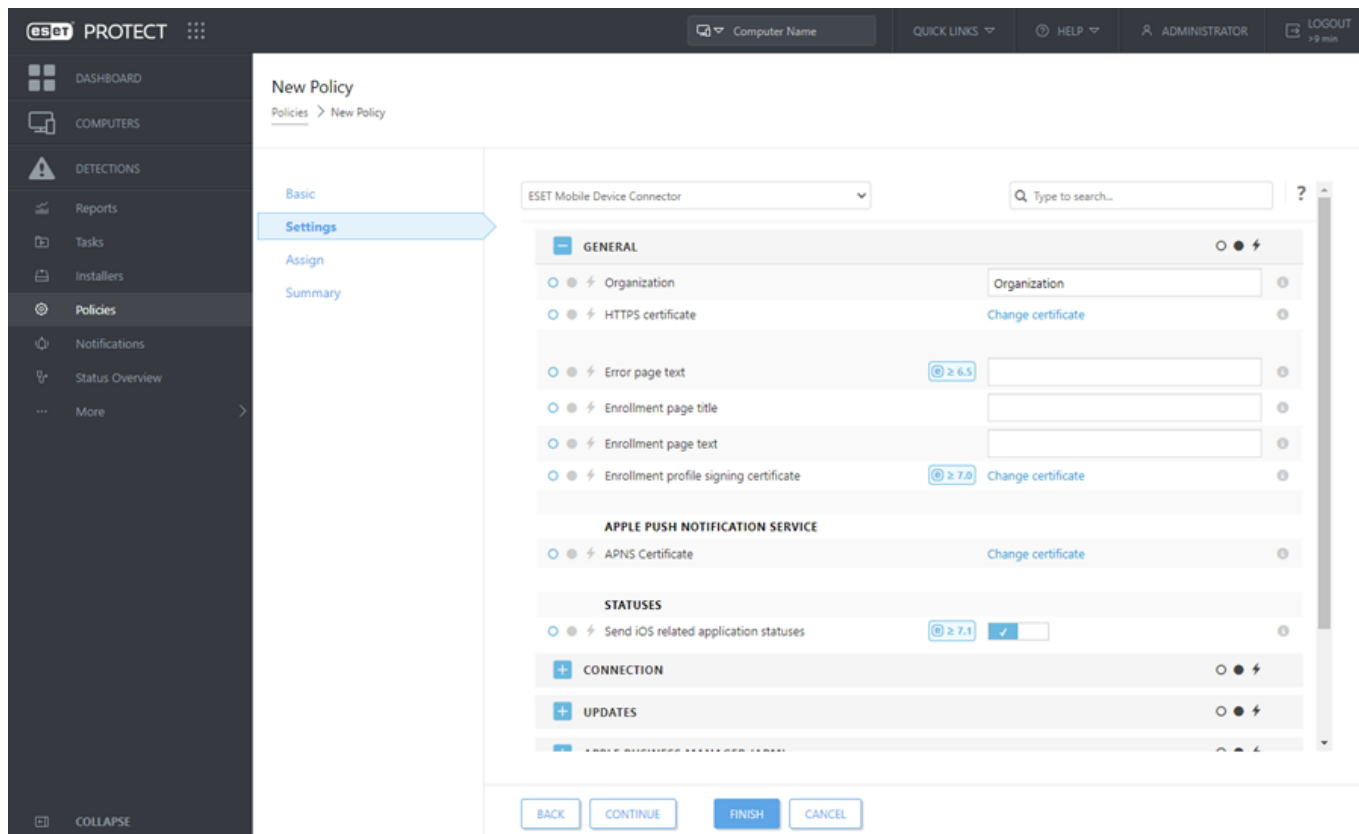 eset PROTECT
Computer Name
QUICK LINKS
HELP
ADMINISTRATOR
LOGOUT
>9 min
DASHBOARD
COMPUTERS
DETECTIONS
Reports
Tasks
Installers
Policies
Notifications
Status Overview
More
COLLAPSE
New Policy
Policies > New Policy
Basic
Settings
Assign
Summary
ESET Mobile Device Connector
Type to search...
?
GENERAL
Organization Organization
HTTPS certificate Change certificate
Error page text ≥ 6.5
Enrollment page title
Enrollment page text
Enrollment profile signing certificate ≥ 7.0 Change certificate
APPLE PUSH NOTIFICATION SERVICE
APNS Certificate Change certificate
STATUSES
Send iOS related application statuses ≥ 7.1
CONNECTION
UPDATES
BACK CONTINUE FINISH CANCEL